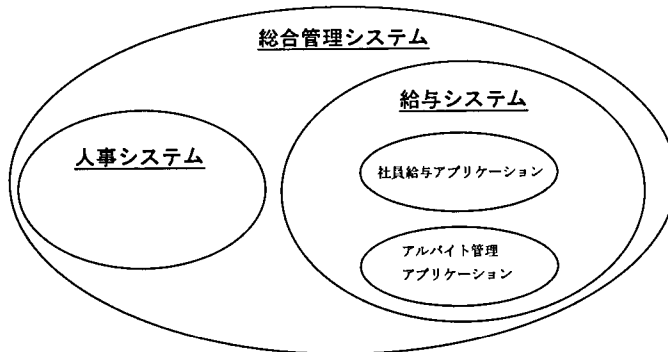 総合管理システム
給与システム
人事システム
社員給与アプリケーション
アルバイト管理
アプリケーション